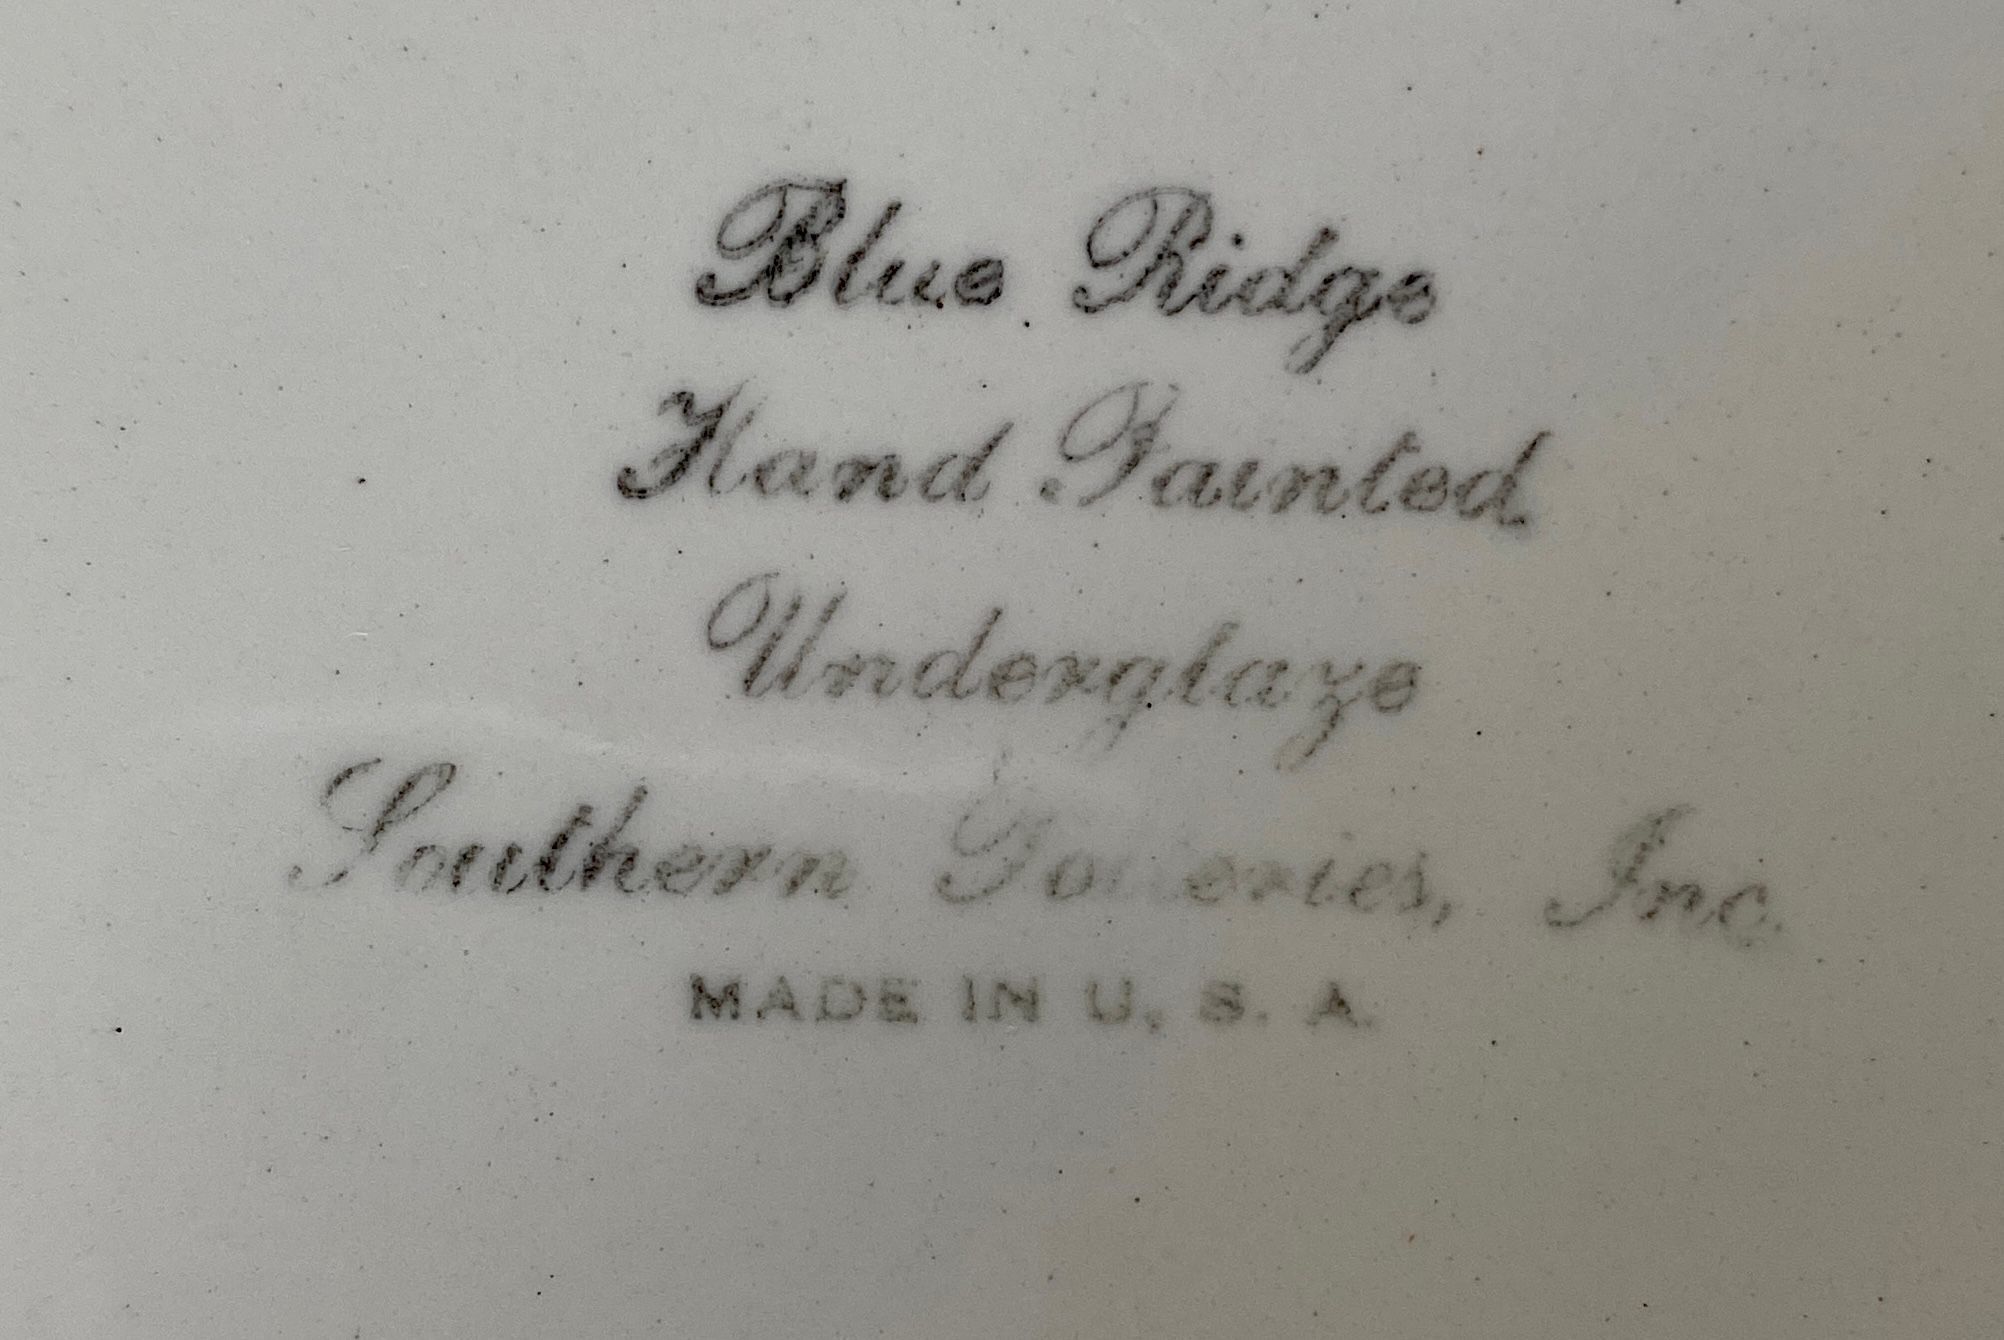 Blue Ridge
Hand Painted
Underglaze
Southern Potteries, Inc.
MADE IN U. S. A.